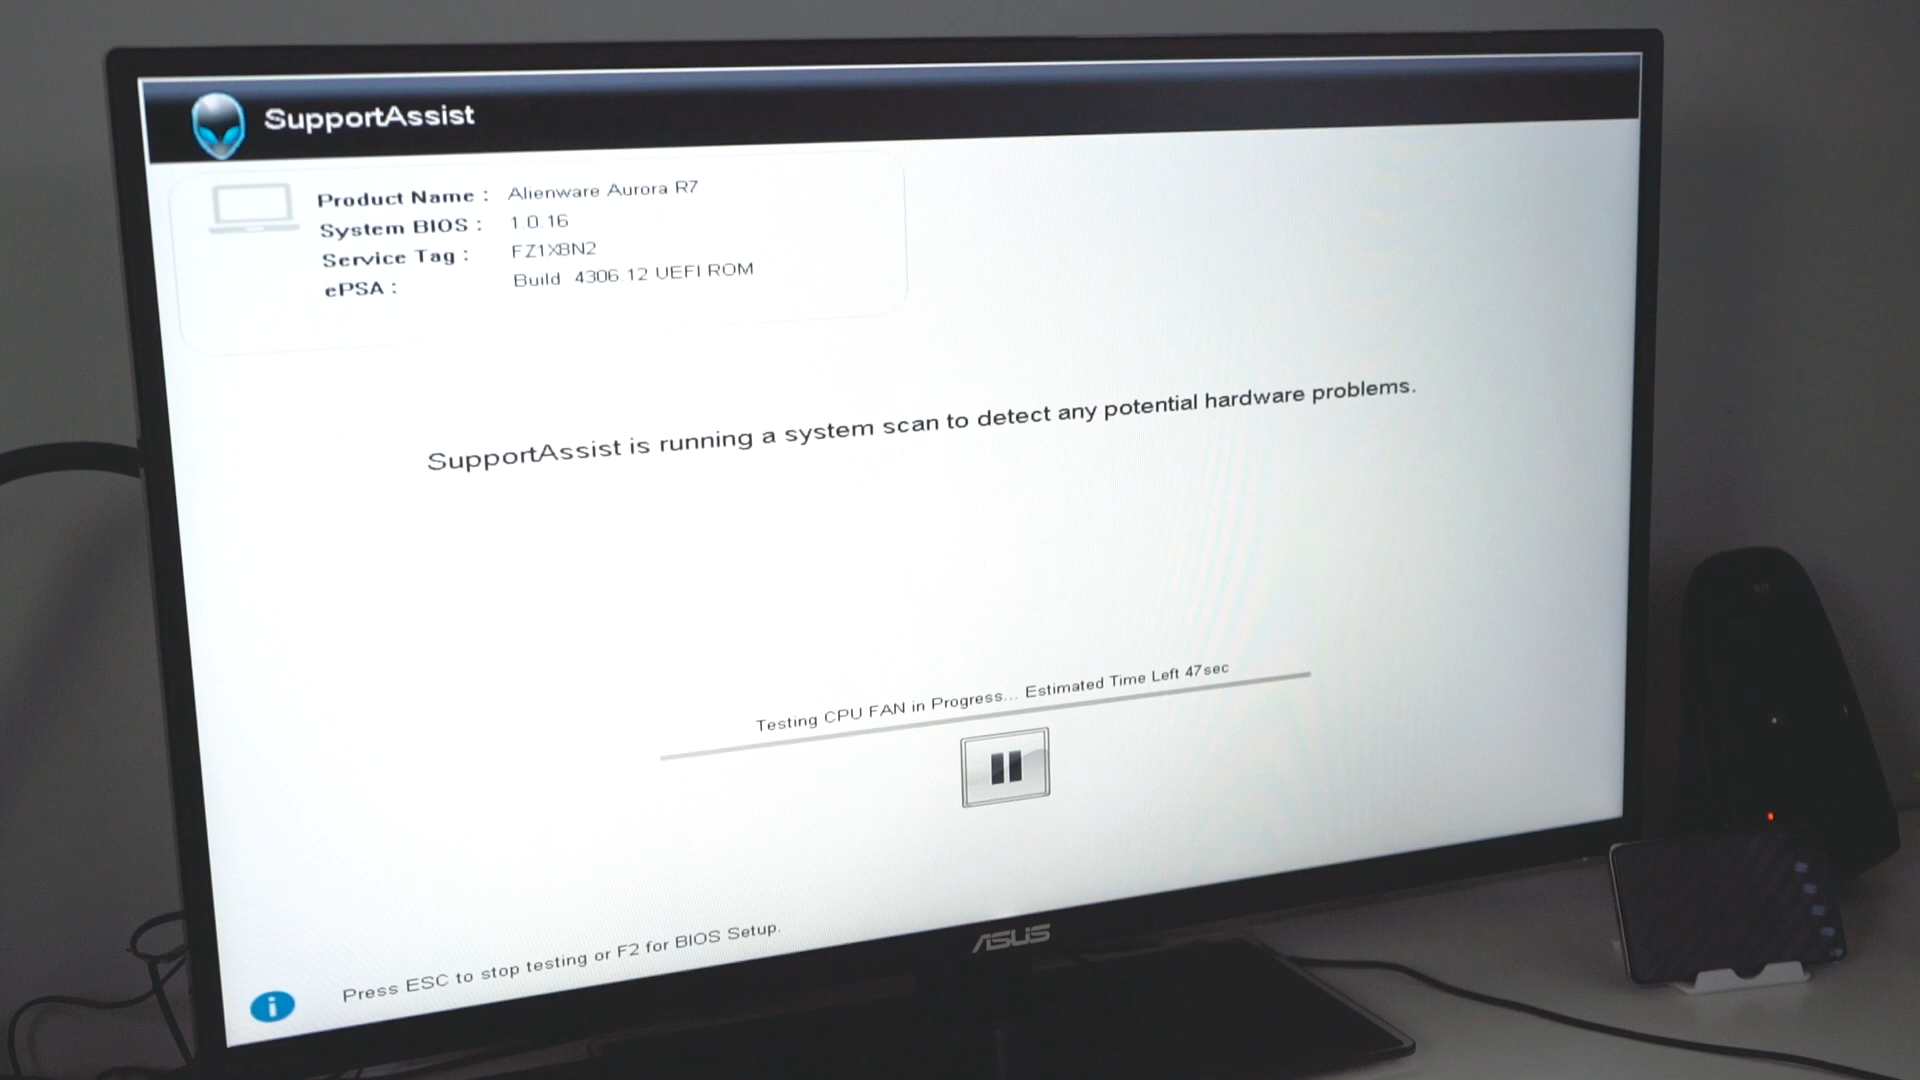 SupportAssist
Product Name : Alienware Aurora R7
System BIOS : 1.0.16
Service Tag : FZ1XBN2
ePSA : Build 4306.12 UEFI ROM
SupportAssist is running a system scan to detect any potential hardware problems.
Testing CPU FAN in Progress... Estimated Time Left 47sec
Press ESC to stop testing or F2 for BIOS Setup.
ASUS